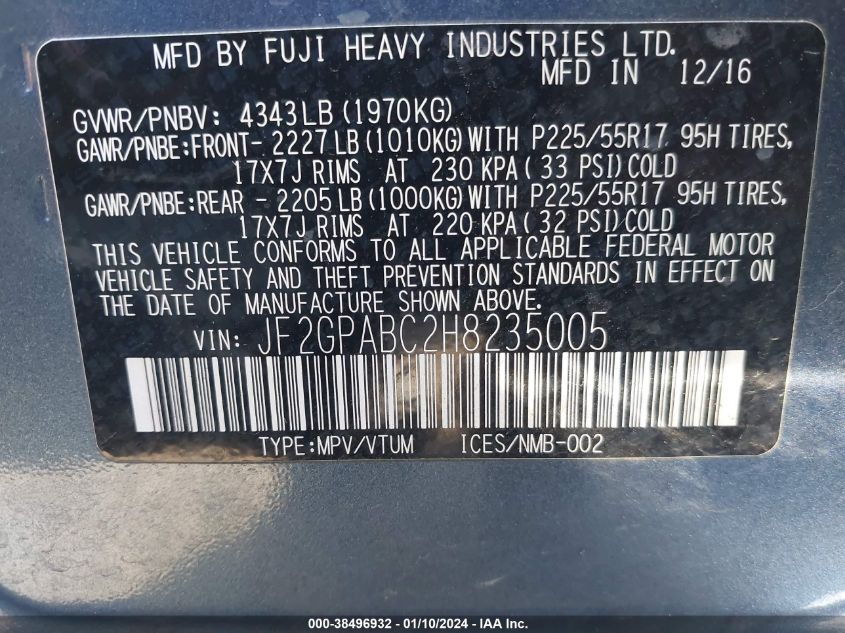 MFD BY FUJI HEAVY INDUSTRIES LTD.
MFD IN 12/16
GVWR/PNBV: 4343LB (1970KG)
GAWR/PNBE:FRONT- 2227 LB (1010KG) WITH P225/55R17 95H TIRES,
17X7J RIMS AT 230 KPA ( 33 PSI) COLD
GAWR/PNBE:REAR - 2205 LB (1000KG) WITH P225/55R17 95H TIRES,
17X7J RIMS AT 220 KPA ( 32 PSI) COLD
THIS VEHICLE CONFORMS TO ALL APPLICABLE FEDERAL MOTOR
VEHICLE SAFETY AND THEFT PREVENTION STANDARDS IN EFFECT ON
THE DATE OF MANUFACTURE SHOWN ABOVE.
VIN: JF2GPABC2H8235005
TYPE:MPV/VTUM ICES/NMB-002
000-38496932 - 01/10/2024 - IAA Inc.